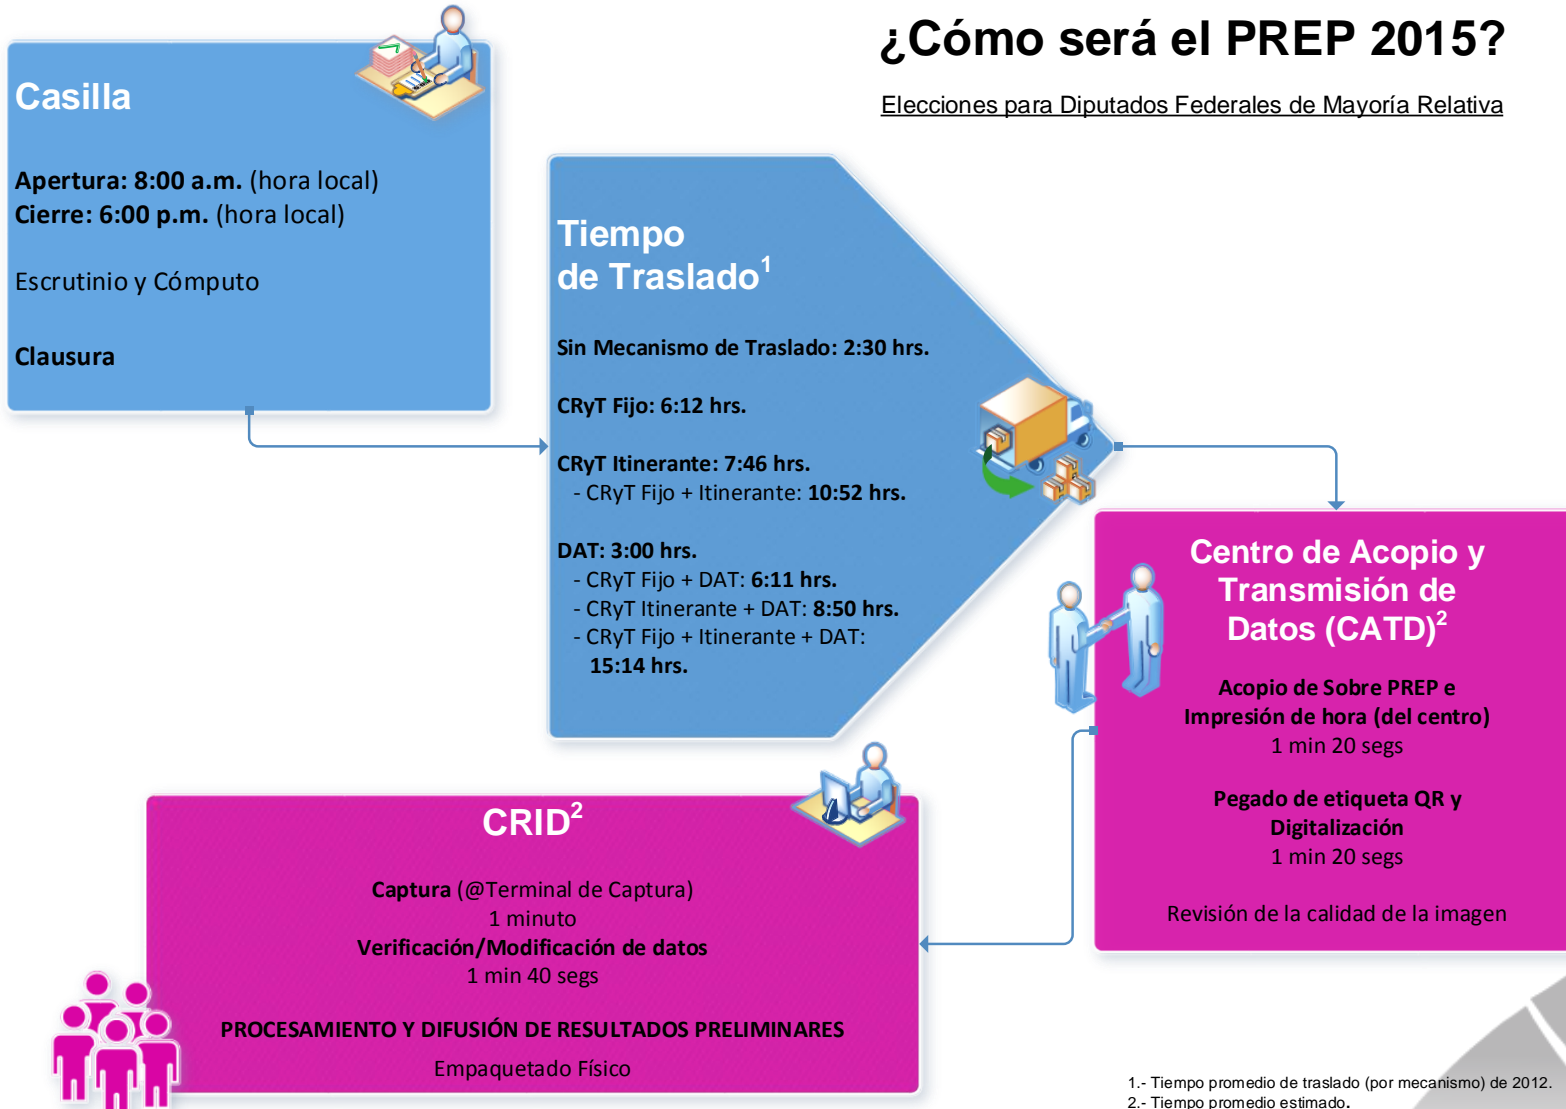 ¿Cómo será el PREP 2015?
Elecciones para Diputados Federales de Mayoría Relativa
Casilla
Apertura: 8:00 a.m. (hora local)
Cierre: 6:00 p.m. (hora local)
Escrutinio y Cómputo
Clausura
Tiempo
de Traslado1
Sin Mecanismo de Traslado: 2:30 hrs.
CRyT Fijo: 6:12 hrs.
CRyT Itinerante: 7:46 hrs.
- CRyT Fijo + Itinerante: 10:52 hrs.
DAT: 3:00 hrs.
- CRyT Fijo + DAT: 6:11 hrs.
- CRyT Itinerante + DAT: 8:50 hrs.
- CRyT Fijo + Itinerante + DAT:
15:14 hrs.
Centro de Acopio y
Transmisión de
Datos (CATD)2
Acopio de Sobre PREP e
Impresión de hora (del centro)
1 min 20 segs
Pegado de etiqueta QR y
Digitalización
1 min 20 segs
Revisión de la calidad de la imagen
CRID2
Captura (@Terminal de Captura)
1 minuto
Verificación/Modificación de datos
1 min 40 segs
PROCESAMIENTO Y DIFUSIÓN DE RESULTADOS PRELIMINARES
Empaquetado Físico
1.- Tiempo promedio de traslado (por mecanismo) de 2012.
2.- Tiempo promedio estimado.